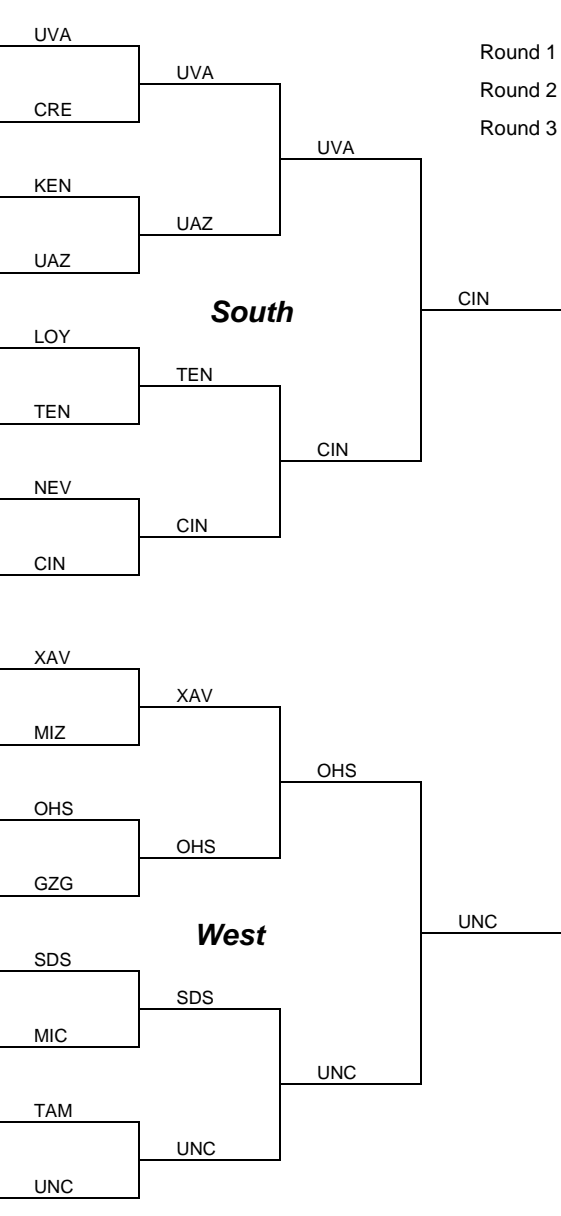 UVA
CRE
KEN
UAZ
LOY
TEN
NEV
CIN
UVA
UAZ
TEN
CIN
UVA
CIN
CIN
South
XAV
MIZ
OHS
GZG
SDS
MIC
TAM
UNC
XAV
OHS
SDS
UNC
OHS
UNC
UNC
West
Round 1
Round 2
Round 3